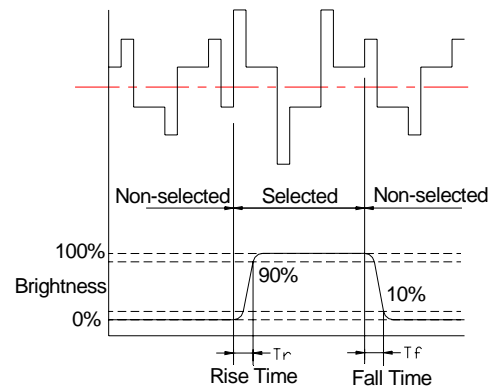 Non-selected Selected Non-selected
100%
90%
Brightness
10%
0%
Tr Tf
Rise Time Fall Time